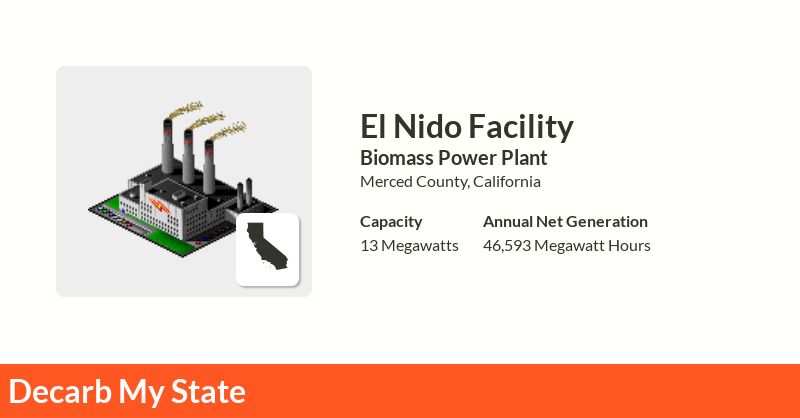 El Nido Facility
Biomass Power Plant
Merced County, California
Capacity Annual Net Generation
13 Megawatts 46,593 Megawatt Hours
Decarb My State